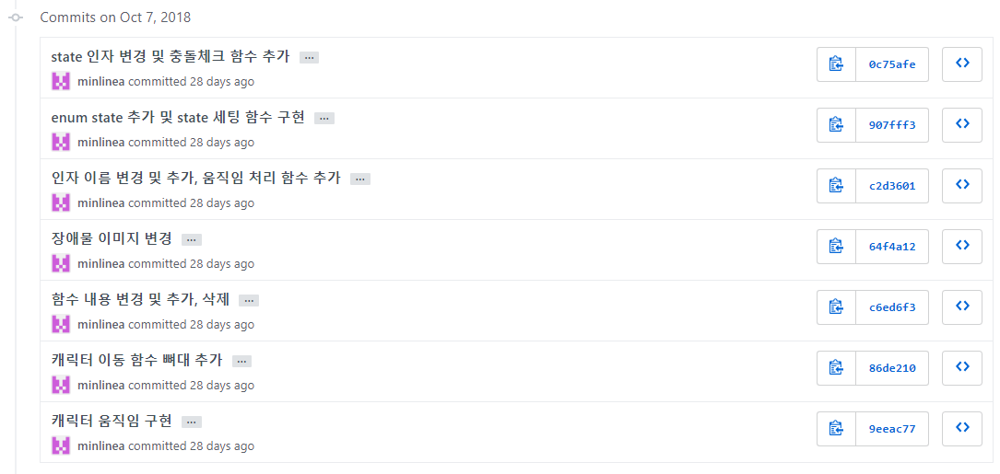 Commits on Oct 7, 2018
state 인자 변경 및 충돌체크 함수 추가 …
minlinea committed 28 days ago
0c75afe
enum state 추가 및 state 세팅 함수 구현 …
minlinea committed 28 days ago
907fff3
인자 이름 변경 및 추가, 움직임 처리 함수 추가 …
minlinea committed 28 days ago
c2d3601
장애물 이미지 변경 …
minlinea committed 28 days ago
64f4a12
함수 내용 변경 및 추가, 삭제 …
minlinea committed 28 days ago
c6ed6f3
캐릭터 이동 함수 뼈대 추가 …
minlinea committed 28 days ago
86de210
캐릭터 움직임 구현 …
minlinea committed 28 days ago
9eeac77